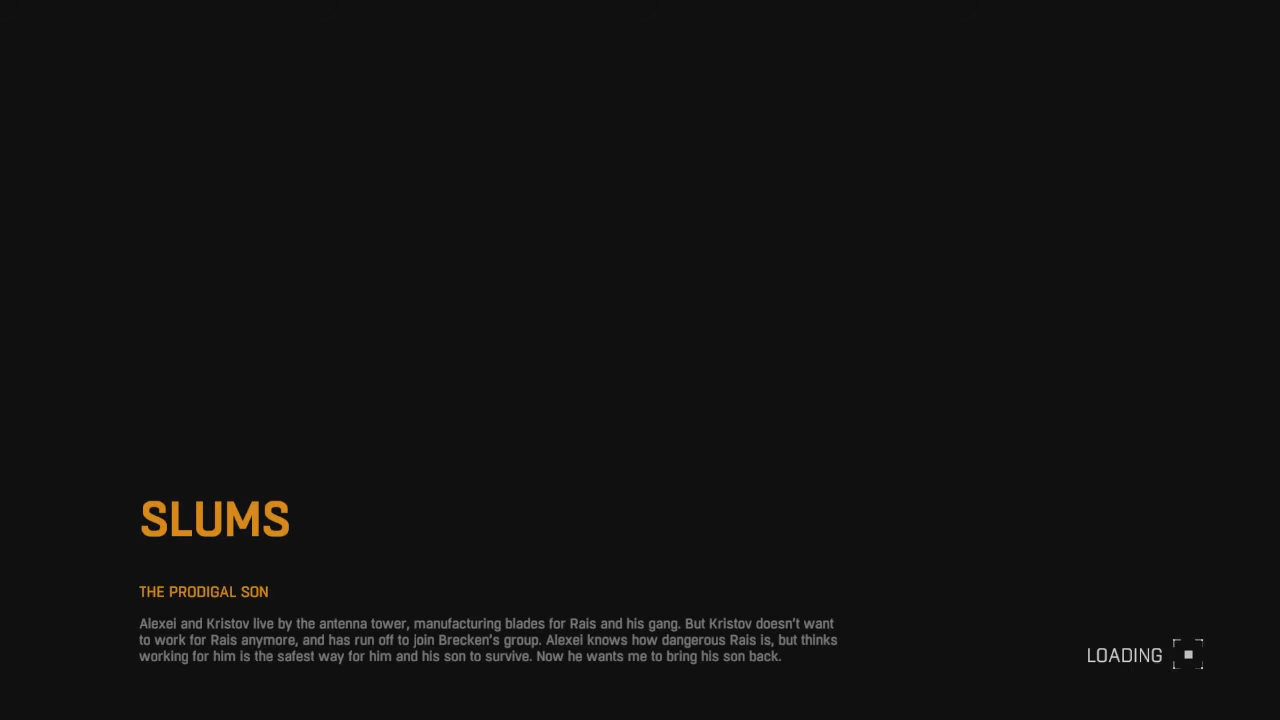 SLUMS
THE PRODIGAL SON
Alexei and Kristov live by the antenna tower, manufacturing blades for Rais and his gang. But Kristov doesn't want
to work for Rais anymore, and has run off to join Brecken's group. Alexei knows how dangerous Rais is, but thinks
working for him is the safest way for him and his son to survive. Now he wants me to bring his son back.
LOADING